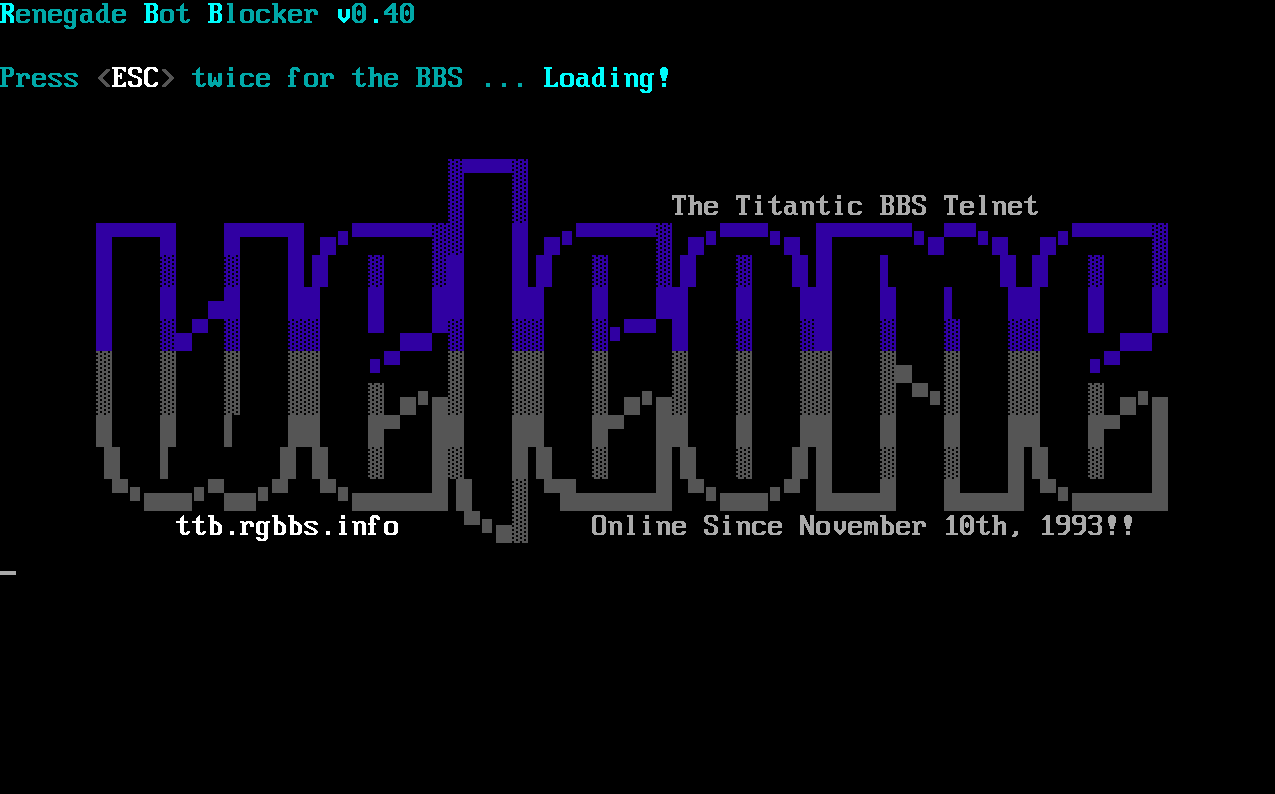 Renegade Bot Blocker v0.40
Press <ESC> twice for the BBS ... Loading!
The Titantic BBS Telnet
welcome
ttb.rgbbs.info
Online Since November 10th, 1993!!